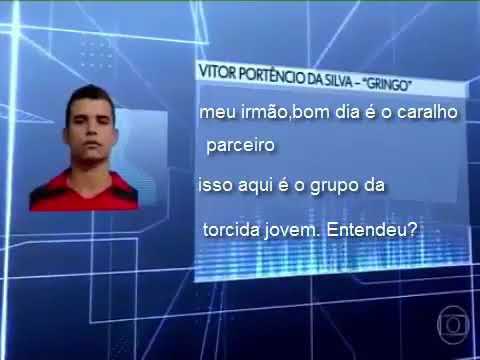 VITOR PORTÊNCIO DA SILVA – "GRINGO"
meu irmão,bom dia é o caralho
parceiro
isso aqui é o grupo da
torcida jovem. Entendeu?